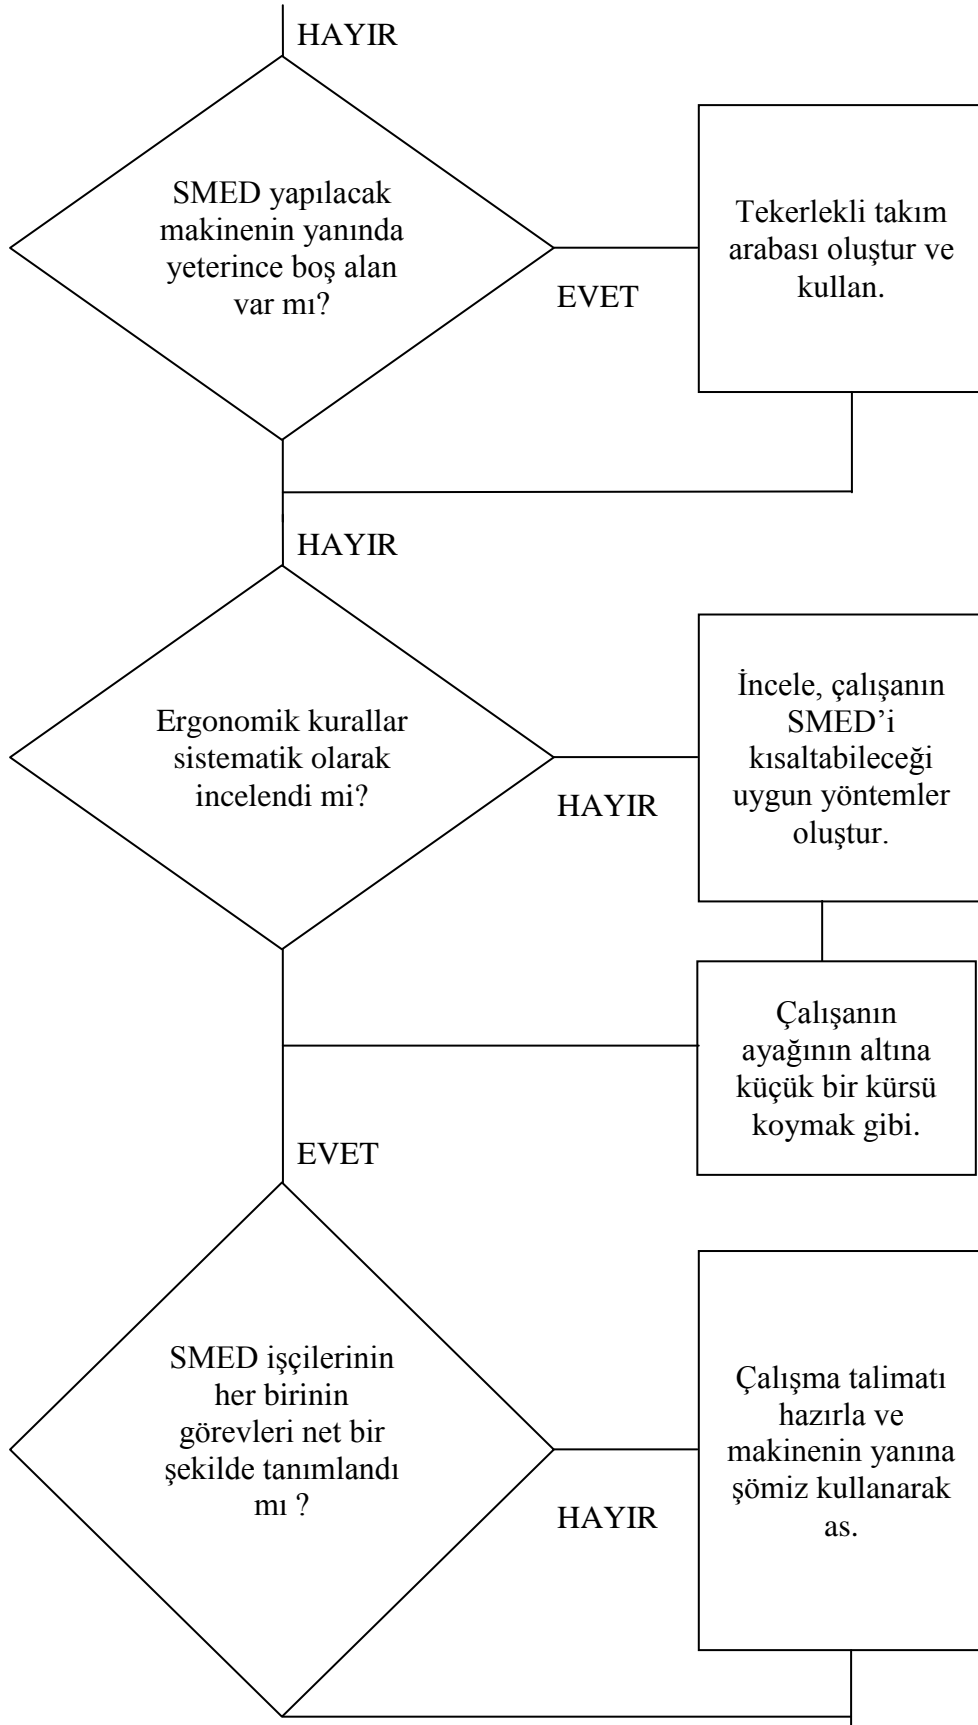 HAYIR
SMED yapılacak
makinenin yanında
yeterince boş alan
var mı?
EVET
Tekerlekli takım
arabası oluştur ve
kullan.
HAYIR
Ergonomik kurallar
sistematik olarak
incelendi mi?
HAYIR
İncele, çalışanın
SMED’i
kısaltabileceği
uygun yöntemler
oluştur.
Çalışanın
ayağının altına
küçük bir kürsü
koymak gibi.
EVET
SMED işçilerinin
her birinin
görevleri net bir
şekilde tanımlandı
mı ?
HAYIR
Çalışma talimatı
hazırla ve
makinenin yanına
şömiz kullanarak
as.